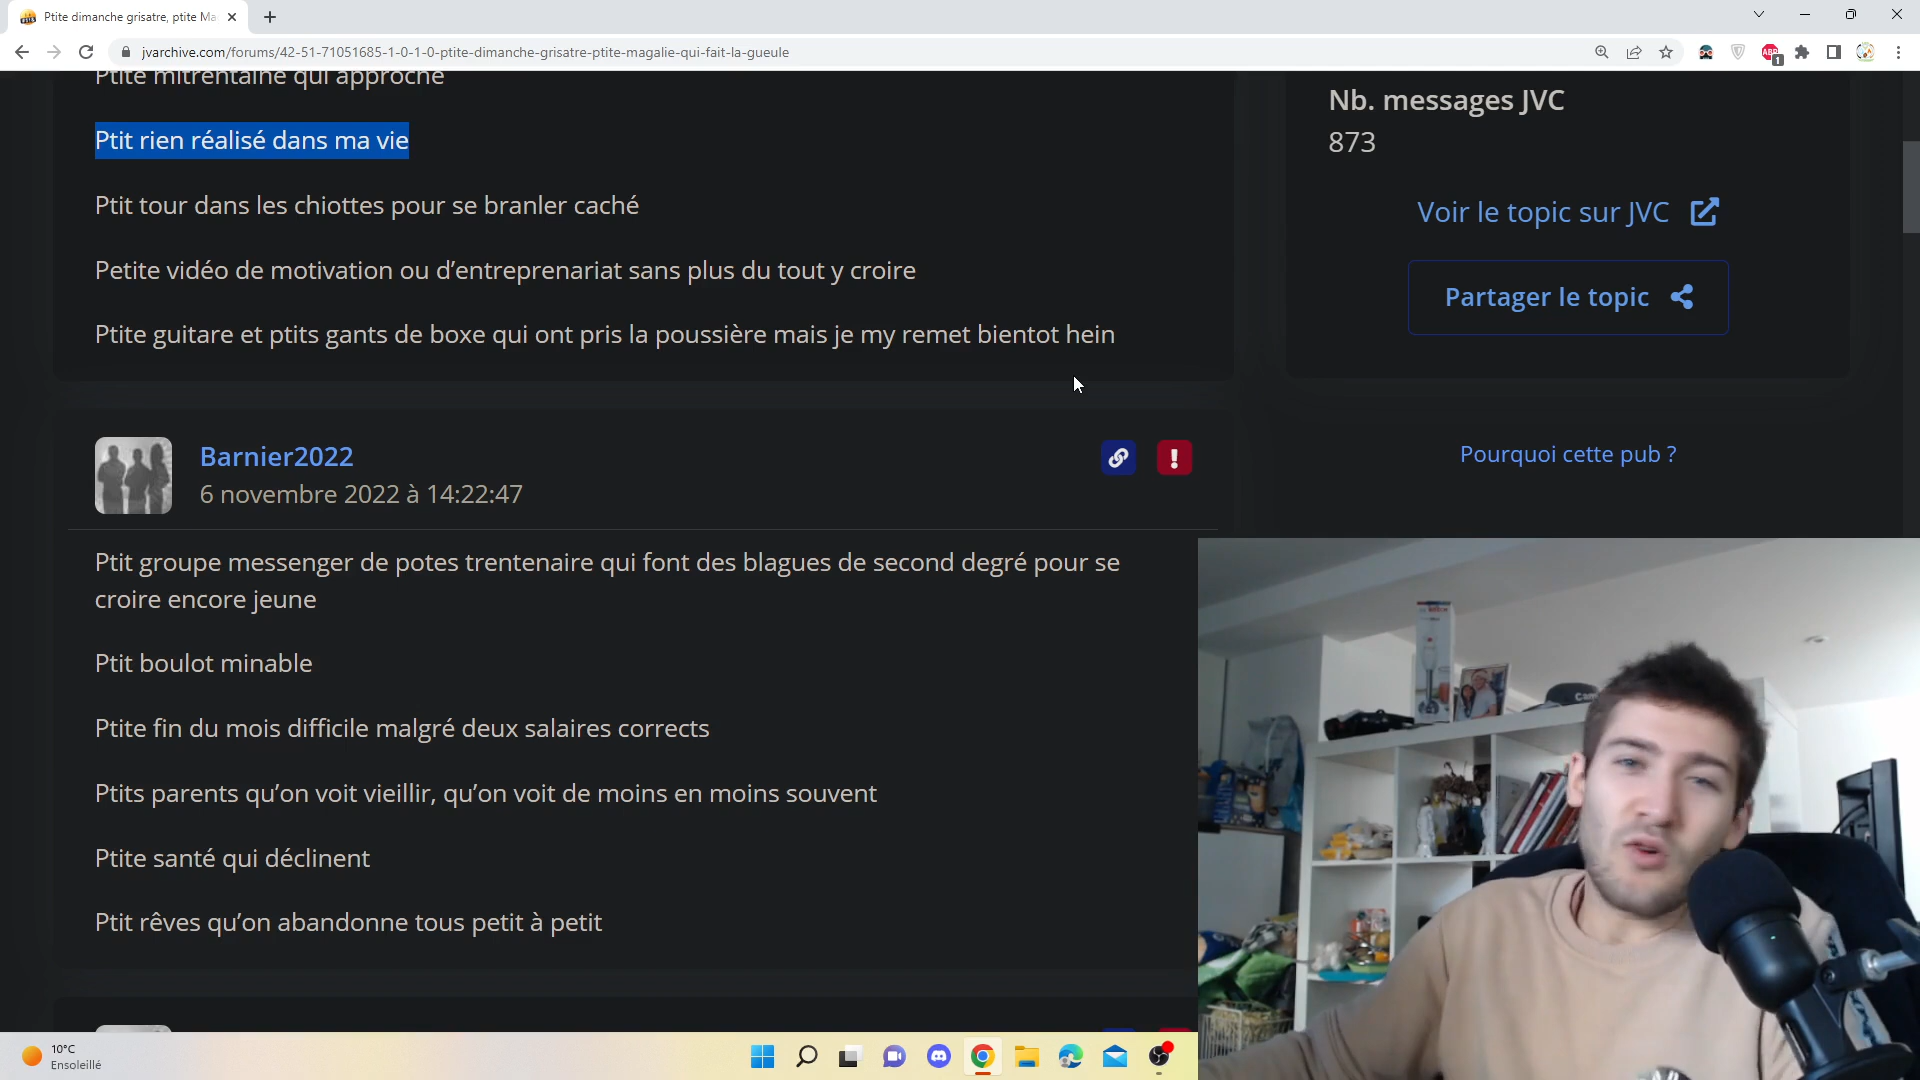 Ptite dimanche grisatre, ptite Ma
jvarchive.com/forums/42-51-71051685-1-0-1-0-ptite-dimanche-grisatre-ptite-magalie-qui-fait-la-gueule
ABP
1
Ptite mitrentaine qui approche
Ptit rien réalisé dans ma vie
Ptit tour dans les chiottes pour se branler caché
Petite vidéo de motivation ou d’entreprenariat sans plus du tout y croire
Ptite guitare et ptits gants de boxe qui ont pris la poussière mais je my remet bientot hein
Nb. messages JVC
873
Voir le topic sur JVC
Partager le topic
Pourquoi cette pub ?
Barnier2022
6 novembre 2022 à 14:22:47
Ptit groupe messenger de potes trentenaire qui font des blagues de second degré pour se
croire encore jeune
Ptit boulot minable
Ptite fin du mois difficile malgré deux salaires corrects
Ptits parents qu’on voit vieillir, qu’on voit de moins en moins souvent
Ptite santé qui déclinent
Ptit rêves qu’on abandonne tous petit à petit
10°C
Ensoleillé